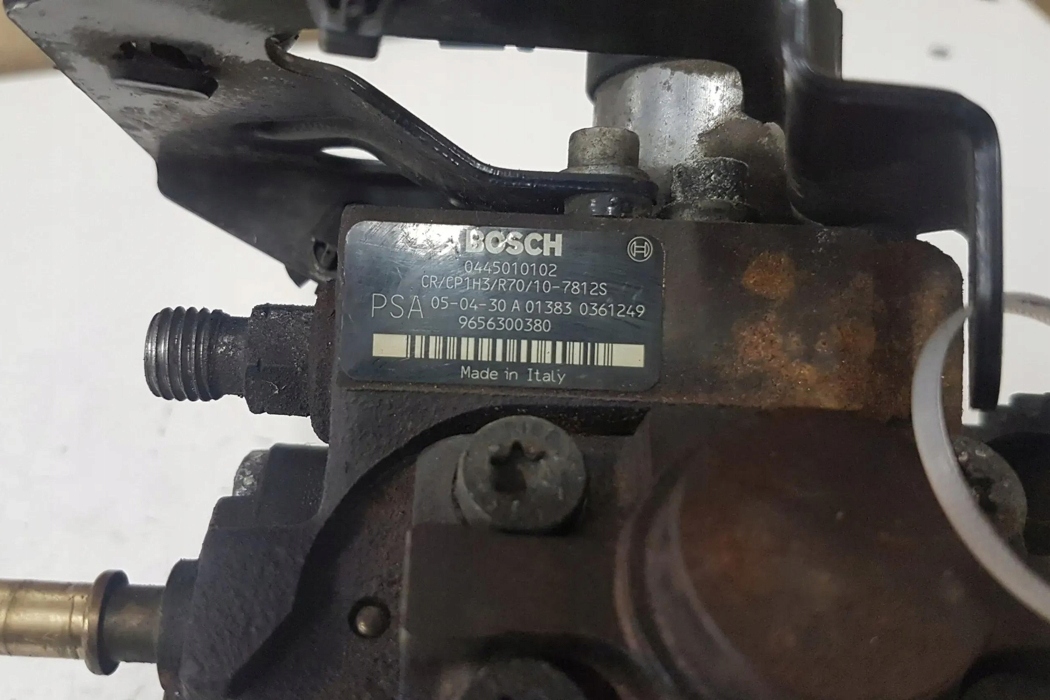 BOSCH
0445010102
CR/CP1H3/R70/10-7812S
PSA 05-04-30 A 01383 0361249
9656300380
Made in Italy